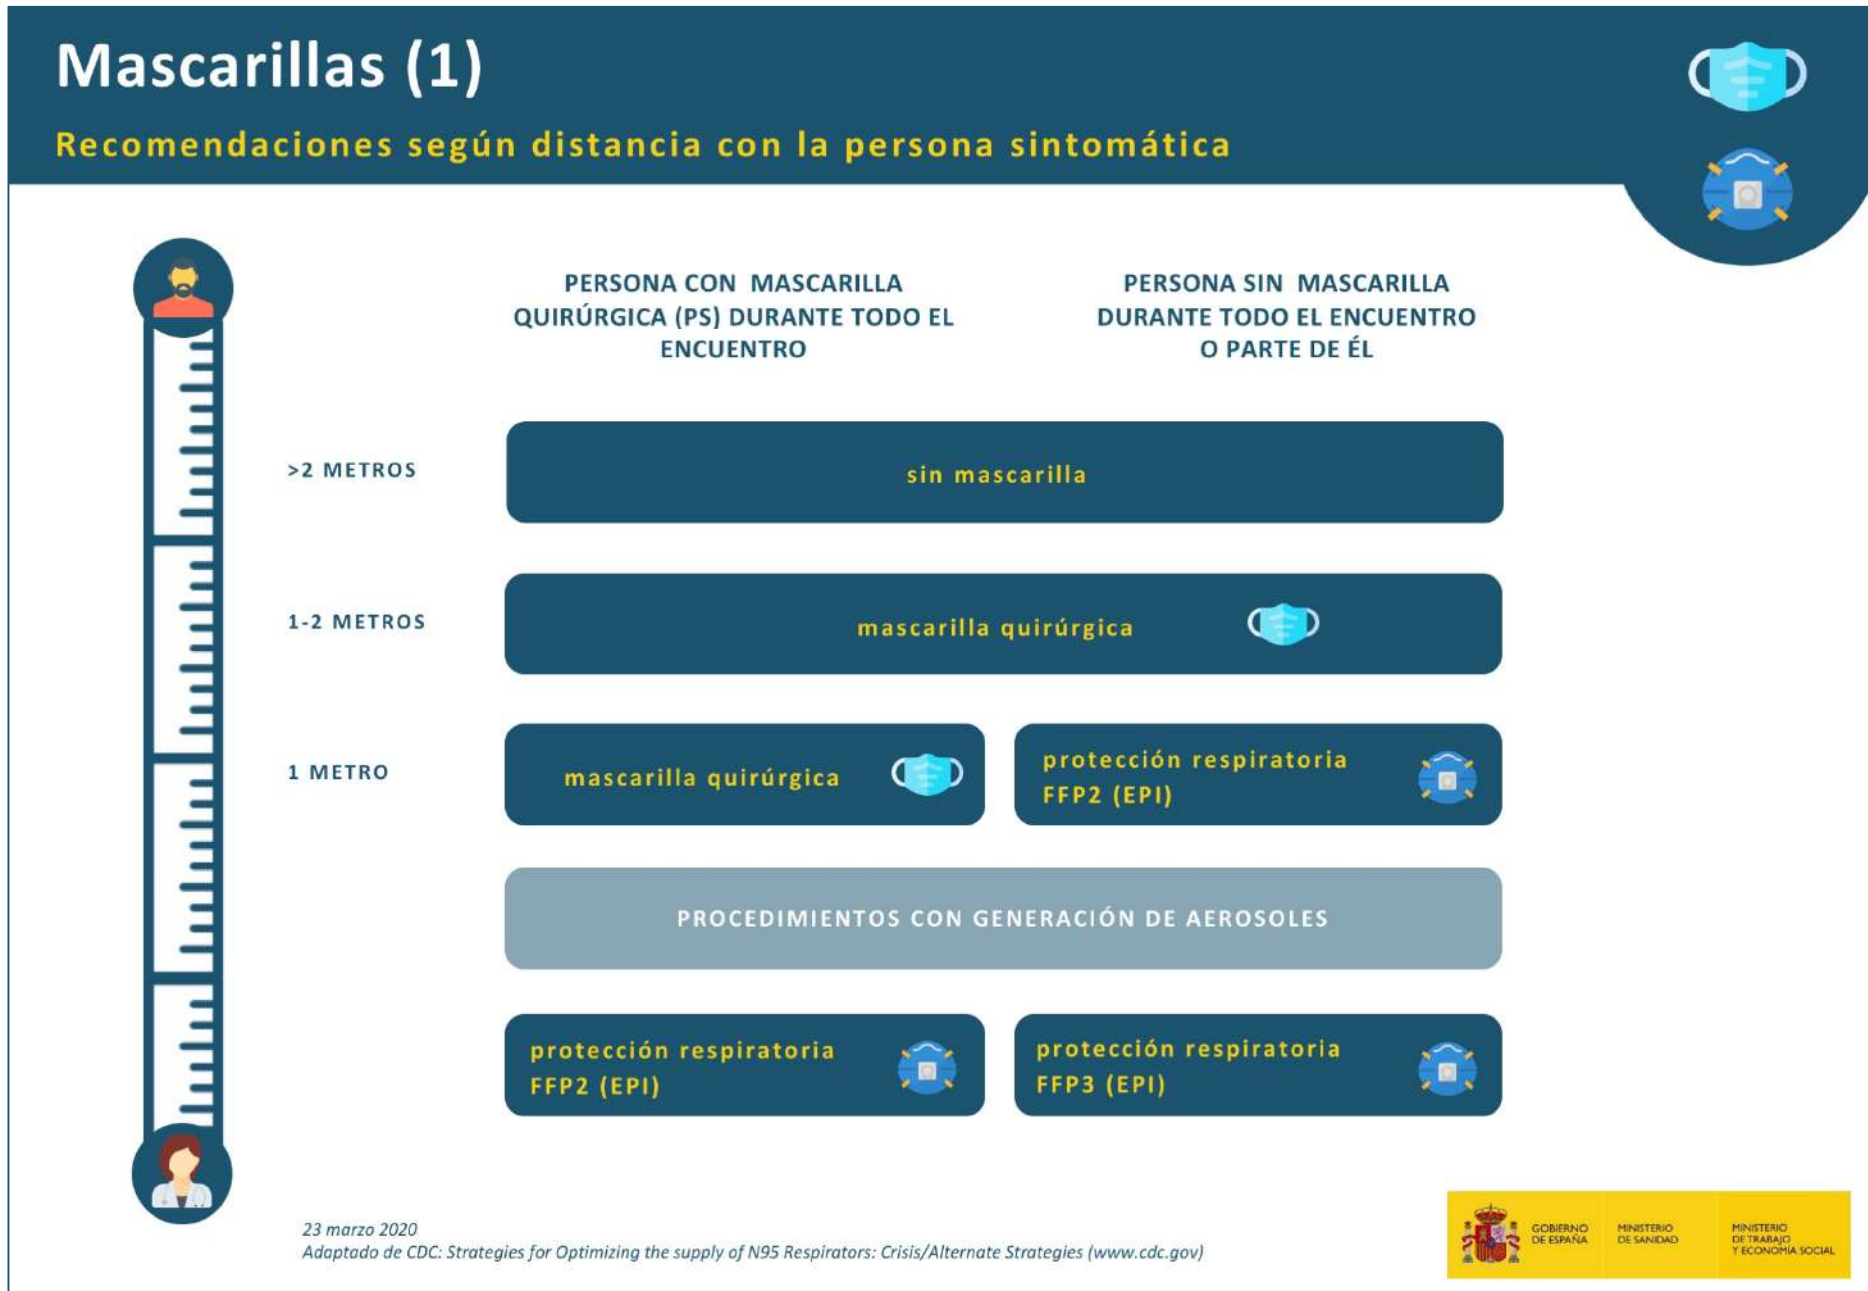 Mascarillas (1)
Recomendaciones según distancia con la persona sintomática
PERSONA CON MASCARILLA
QUIRÚRGICA (PS) DURANTE TODO EL
ENCUENTRO
PERSONA SIN MASCARILLA
DURANTE TODO EL ENCUENTRO
O PARTE DE ÉL
>2 METROS
sin mascarilla
1-2 METROS
mascarilla quirúrgica
1 METRO
mascarilla quirúrgica
protección respiratoria
FFP2 (EPI)
PROCEDIMIENTOS CON GENERACIÓN DE AEROSOLES
protección respiratoria
FFP2 (EPI)
protección respiratoria
FFP3 (EPI)
23 marzo 2020
Adaptado de CDC: Strategies for Optimizing the supply of N95 Respirators: Crisis/Alternate Strategies (www.cdc.gov)
GOBIERNO
DE ESPAÑA
MINISTERIO
DE SANIDAD
MINISTERIO
DE TRABAJO
Y ECONOMÍA SOCIAL